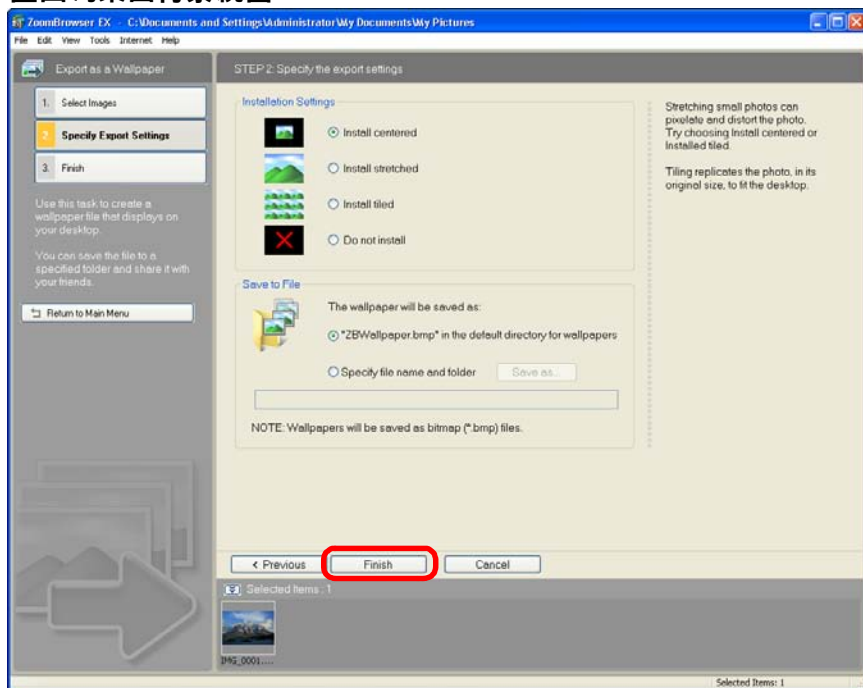 ZoomBrowser EX - C:\Documents and Settings\Administrator\My Documents\My Pictures
File Edit View Tools Internet Help
Export as a Wallpaper
STEP 2: Specify the export settings
1. Select Images
2. Specify Export Settings
3. Finish
Use this task to create a
wallpaper file that displays on
your desktop.
You can save the file to a
specified folder and share it with
your friends.
Return to Main Menu
Installation Settings
Install centered
Install stretched
Install tiled
Do not install
Save to File
The wallpaper will be saved as:
"ZBWallpaper.bmp" in the default directory for wallpapers
Specify file name and folder Save as...
NOTE: Wallpapers will be saved as bitmap (*.bmp) files.
Stretching small photos can
pixelate and distort the photo.
Try choosing Install centered or
Installed tiled.
Tiling replicates the photo, in its
original size, to fit the desktop.
< Previous Finish Cancel
Selected Items : 1
IMG_0001....
Selected Items: 1